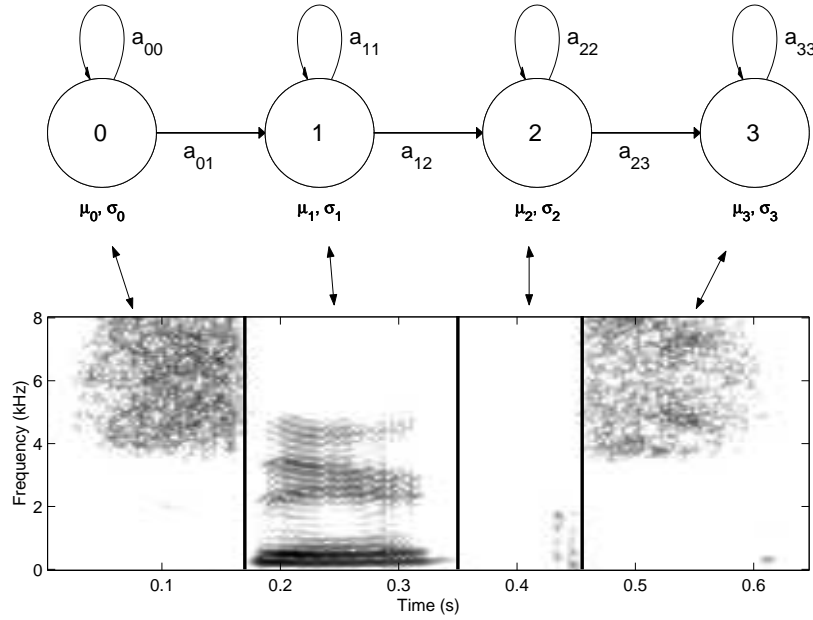 a₀₀ a₁₁ a₂₂ a₃₃
0 1 2 3
a₀₁ a₁₂ a₂₃
μ₀, σ₀ μ₁, σ₁ μ₂, σ₂ μ₃, σ₃
8
6
4
2
0
Frequency (kHz)
0.1 0.2 0.3 0.4 0.5 0.6
Time (s)